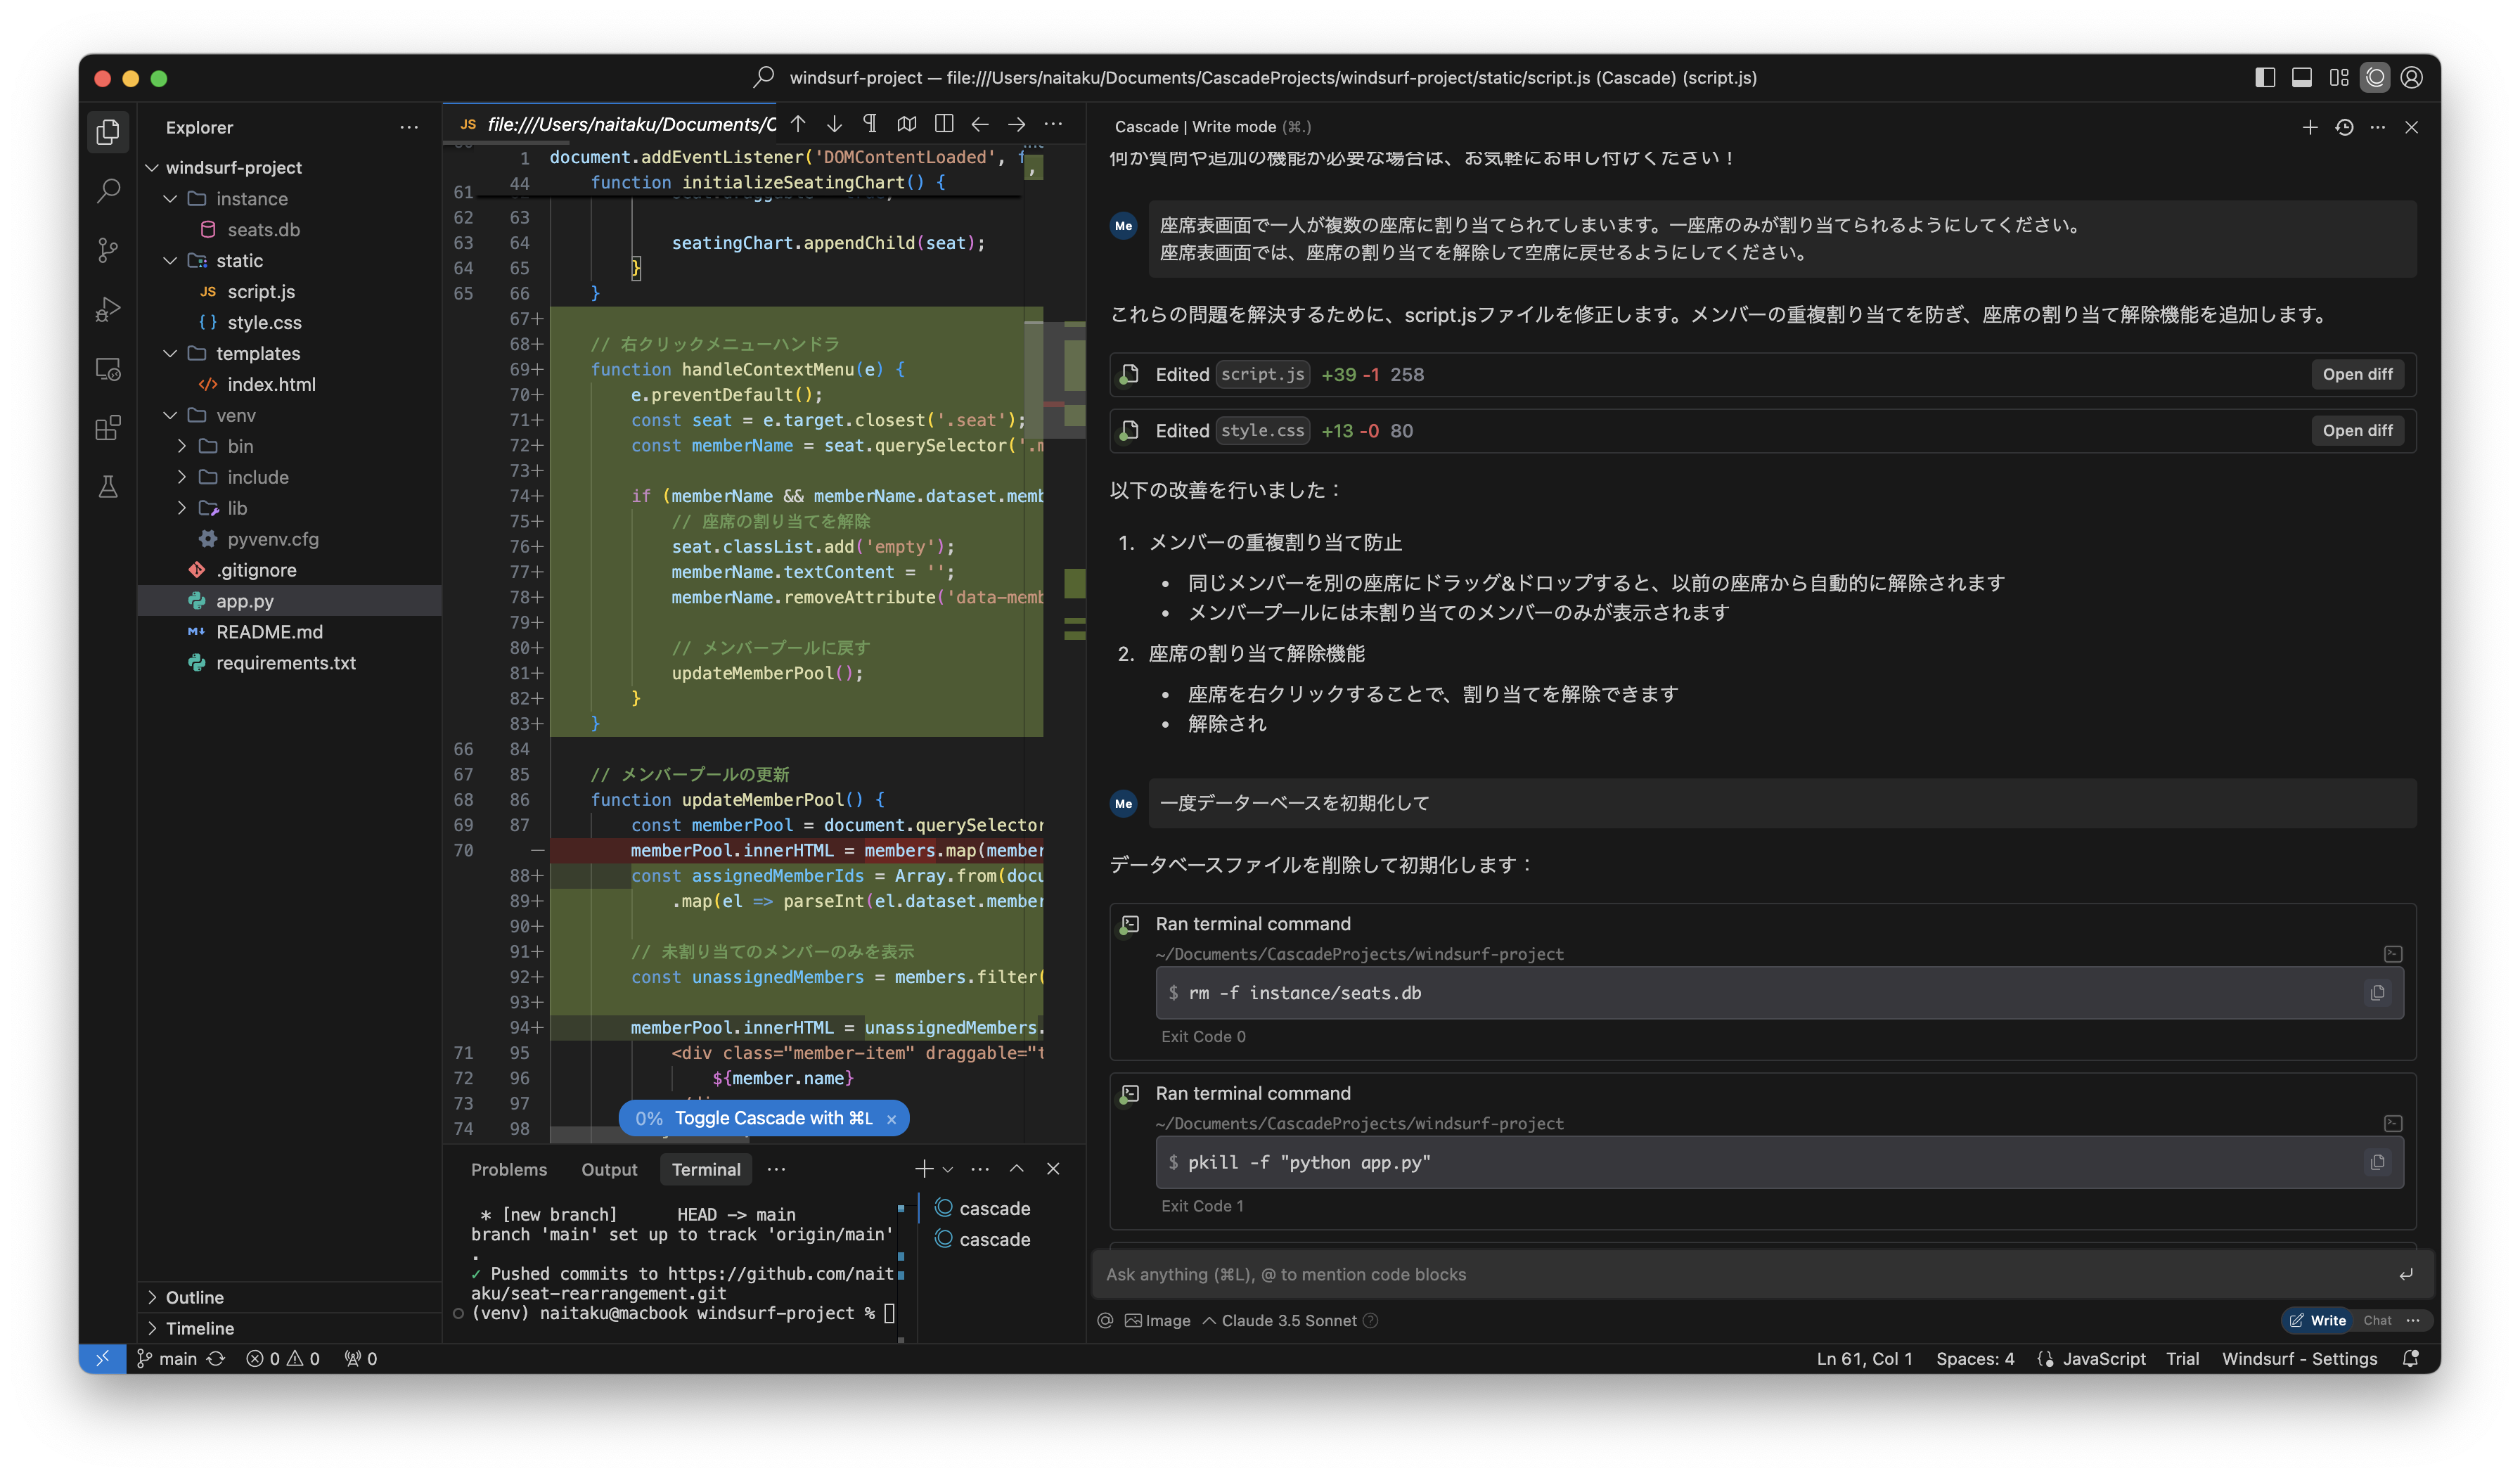 windsurf-project — file:///Users/naitaku/Documents/CascadeProjects/windsurf-project/static/script.js (Cascade) (script.js)
Explorer
windsurf-project
instance
seats.db
static
JS script.js
{ } style.css
templates
</> index.html
venv
bin
include
lib
pyvenv.cfg
.gitignore
app.py
M↓ README.md
requirements.txt
Outline
Timeline
JS file:///Users/naitaku/Documents/C
1 document.addEventListener('DOMContentLoaded', f
44 function initializeSeatingChart() {
61
62 63
63 64 seatingChart.appendChild(seat);
64 65 }
65 66 }
67+
68+ // 右クリックメニューハンドラ
69+ function handleContextMenu(e) {
70+ e.preventDefault();
71+ const seat = e.target.closest('.seat');
72+ const memberName = seat.querySelector('.m
73+
74+ if (memberName && memberName.dataset.memb
75+ // 座席の割り当てを解除
76+ seat.classList.add('empty');
77+ memberName.textContent = '';
78+ memberName.removeAttribute('data-memb
79+
80+ // メンバープールに戻す
81+ updateMemberPool();
82+ }
83+ }
66 84
67 85 // メンバープールの更新
68 86 function updateMemberPool() {
69 87 const memberPool = document.querySelector
70 — memberPool.innerHTML = members.map(member
88+ const assignedMemberIds = Array.from(docu
89+ .map(el => parseInt(el.dataset.member
90+
91+ // 未割り当てのメンバーのみを表示
92+ const unassignedMembers = members.filter(
93+
94+ memberPool.innerHTML = unassignedMembers.
71 95 <div class="member-item" draggable="t
72 96 ${member.name}
73 97
74 98
0% Toggle Cascade with ⌘L ×
Problems Output Terminal
* [new branch] HEAD -> main
branch 'main' set up to track 'origin/main'
.
✓ Pushed commits to https://github.com/nait
aku/seat-rearrangement.git
(venv) naitaku@macbook windsurf-project %
cascade
cascade
Cascade | Write mode (⌘.)
何か質問や追加の機能が必要な場合は、お気軽にお申し付けください！
Me
座席表画面で一人が複数の座席に割り当てられてしまいます。一座席のみが割り当てられるようにしてください。
座席表画面では、座席の割り当てを解除して空席に戻せるようにしてください。
これらの問題を解決するために、script.jsファイルを修正します。メンバーの重複割り当てを防ぎ、座席の割り当て解除機能を追加します。
Edited script.js +39 -1 258 Open diff
Edited style.css +13 -0 80 Open diff
以下の改善を行いました：
1. メンバーの重複割り当て防止
• 同じメンバーを別の座席にドラッグ&ドロップすると、以前の座席から自動的に解除されます
• メンバープールには未割り当てのメンバーのみが表示されます
2. 座席の割り当て解除機能
• 座席を右クリックすることで、割り当てを解除できます
• 解除され
Me
一度データーベースを初期化して
データベースファイルを削除して初期化します：
Ran terminal command
~/Documents/CascadeProjects/windsurf-project
$ rm -f instance/seats.db
Exit Code 0
Ran terminal command
~/Documents/CascadeProjects/windsurf-project
$ pkill -f "python app.py"
Exit Code 1
Ask anything (⌘L), @ to mention code blocks
@ Image Claude 3.5 Sonnet
Write Chat
main 0 0 0
Ln 61, Col 1 Spaces: 4 JavaScript Trial Windsurf - Settings